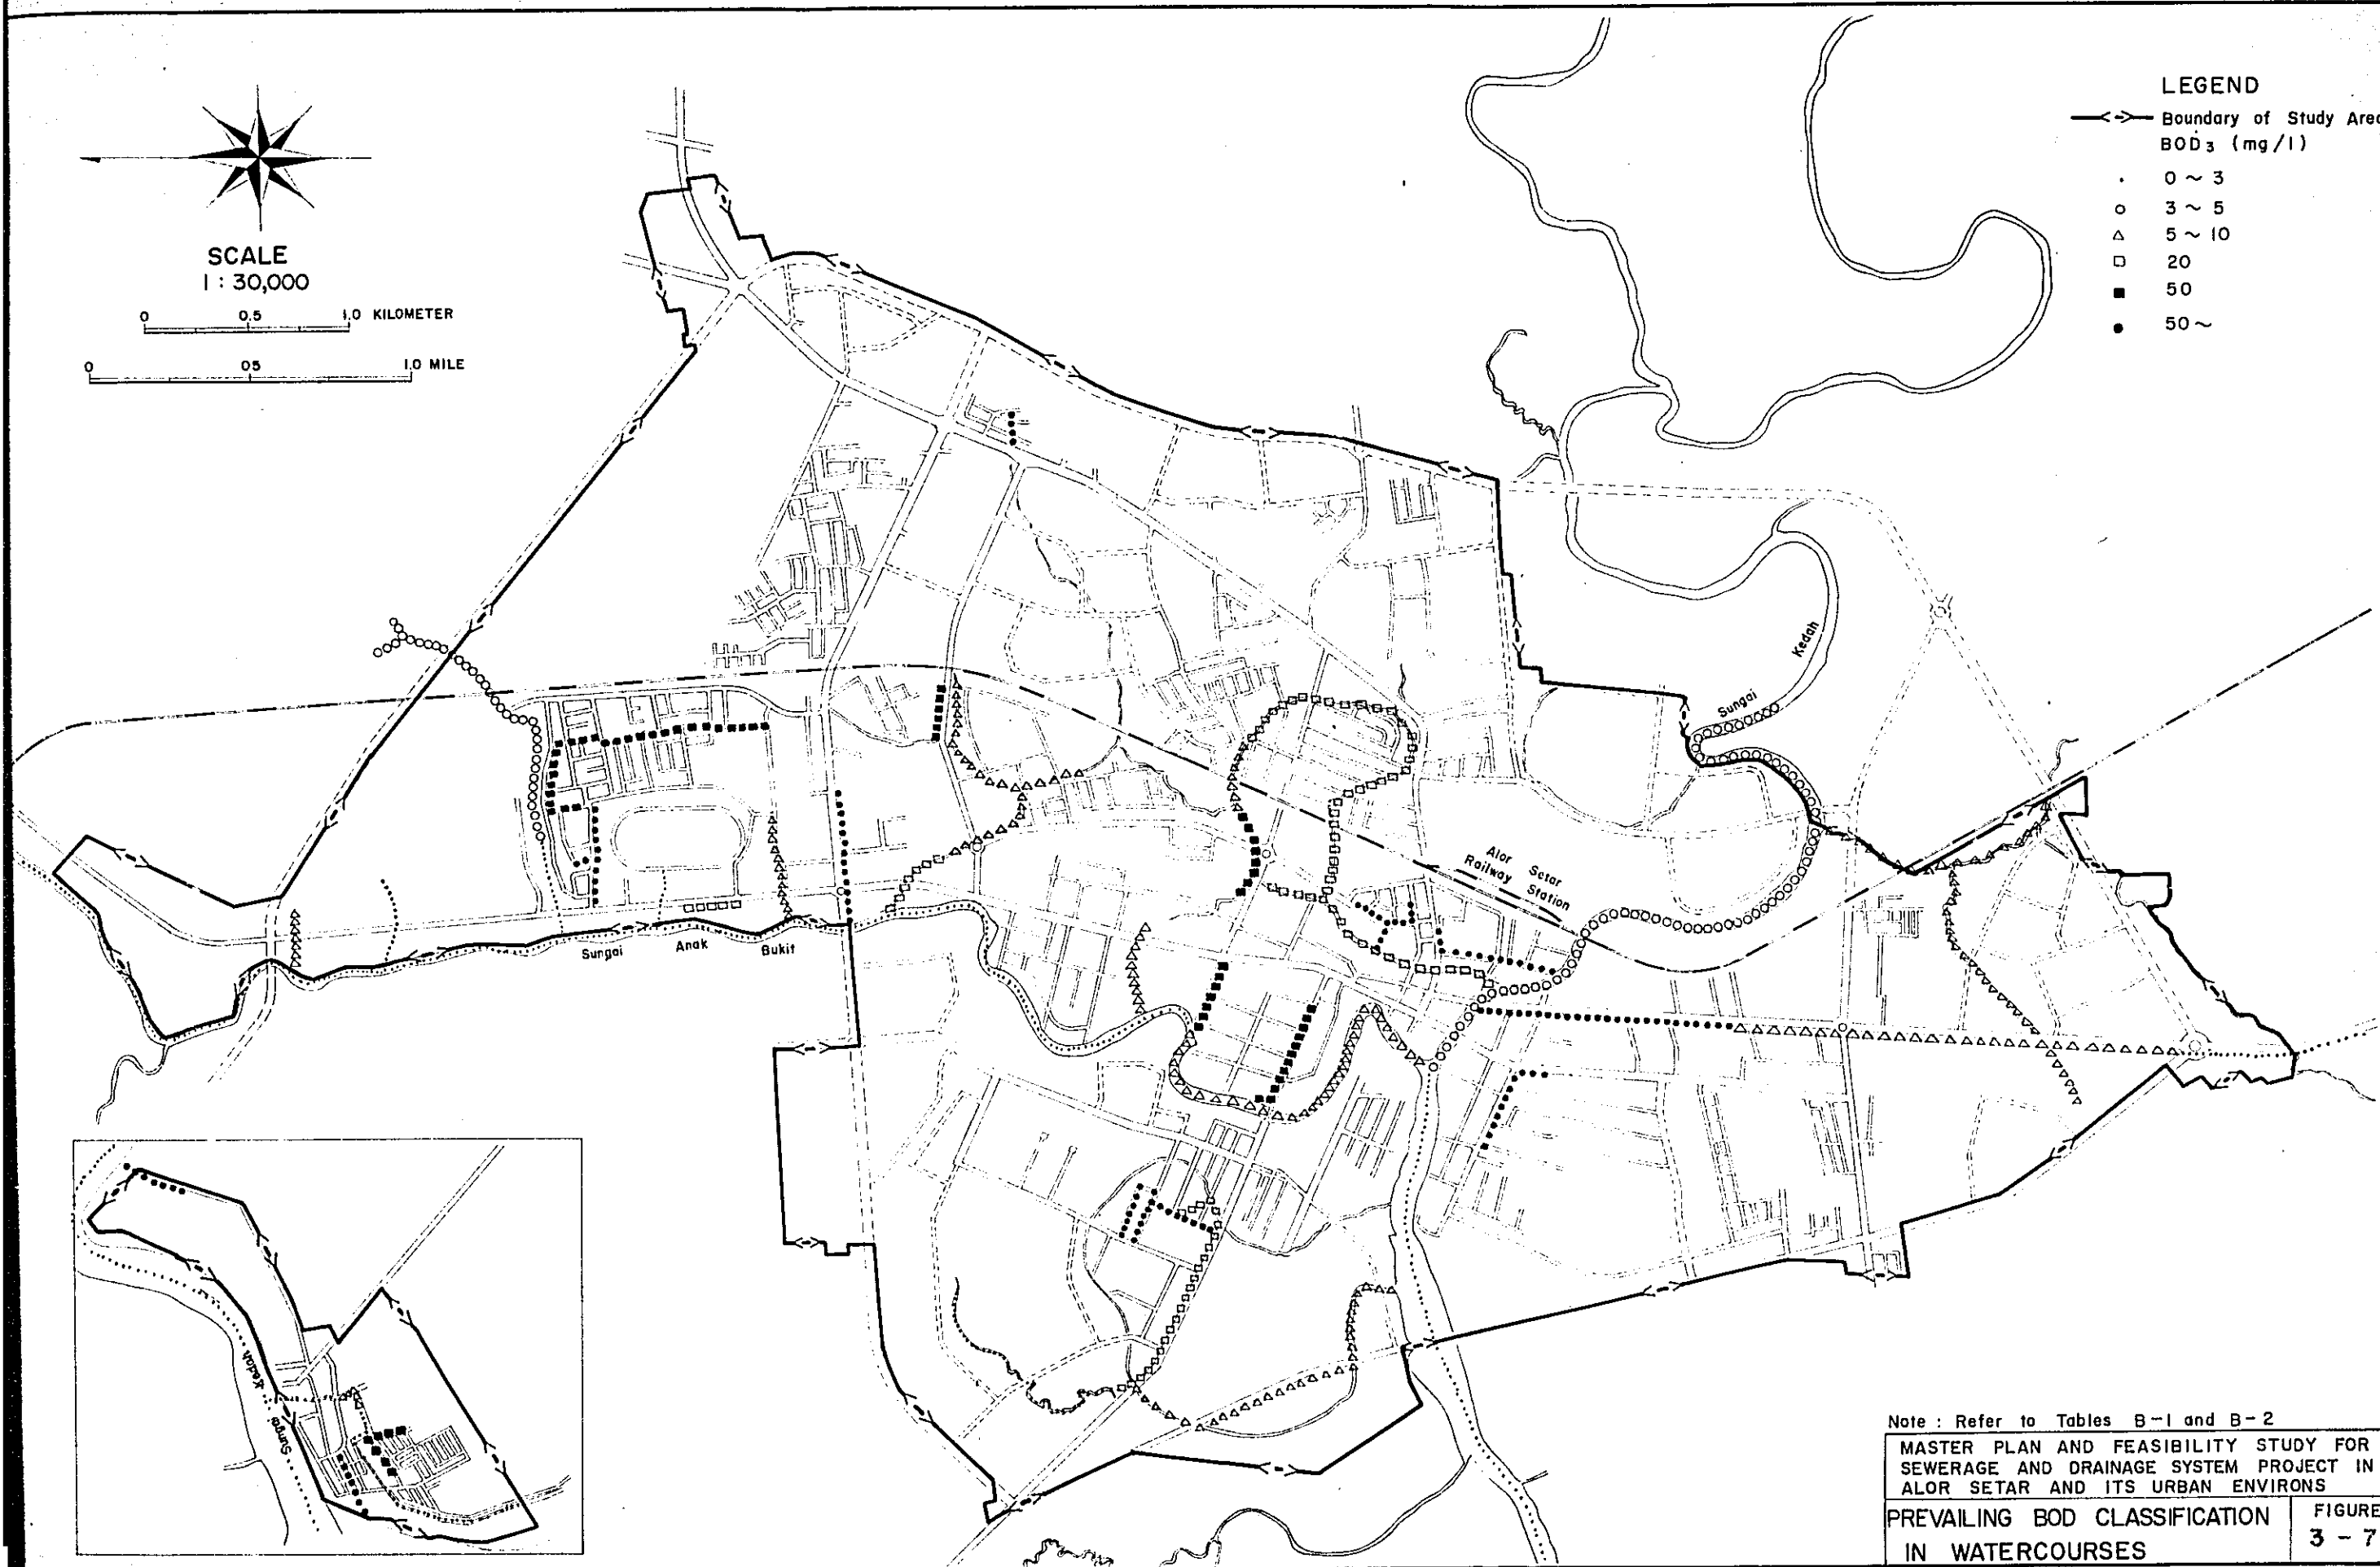 LEGEND
Boundary of Study Area
BOD3 (mg/l)
0 ~ 3
3 ~ 5
5 ~ 10
20
50
50 ~
SCALE
1 : 30,000
0 0.5 1.0 KILOMETER
0 05 1.0 MILE
Kedah
Sungai
Alor Setar
Railway Station
Sungai Anak Bukit
Kedah
Sungai
Note : Refer to Tables B-1 and B-2
MASTER PLAN AND FEASIBILITY STUDY FOR
SEWERAGE AND DRAINAGE SYSTEM PROJECT IN
ALOR SETAR AND ITS URBAN ENVIRONS
PREVAILING BOD CLASSIFICATION
IN WATERCOURSES
FIGURE
3 - 7